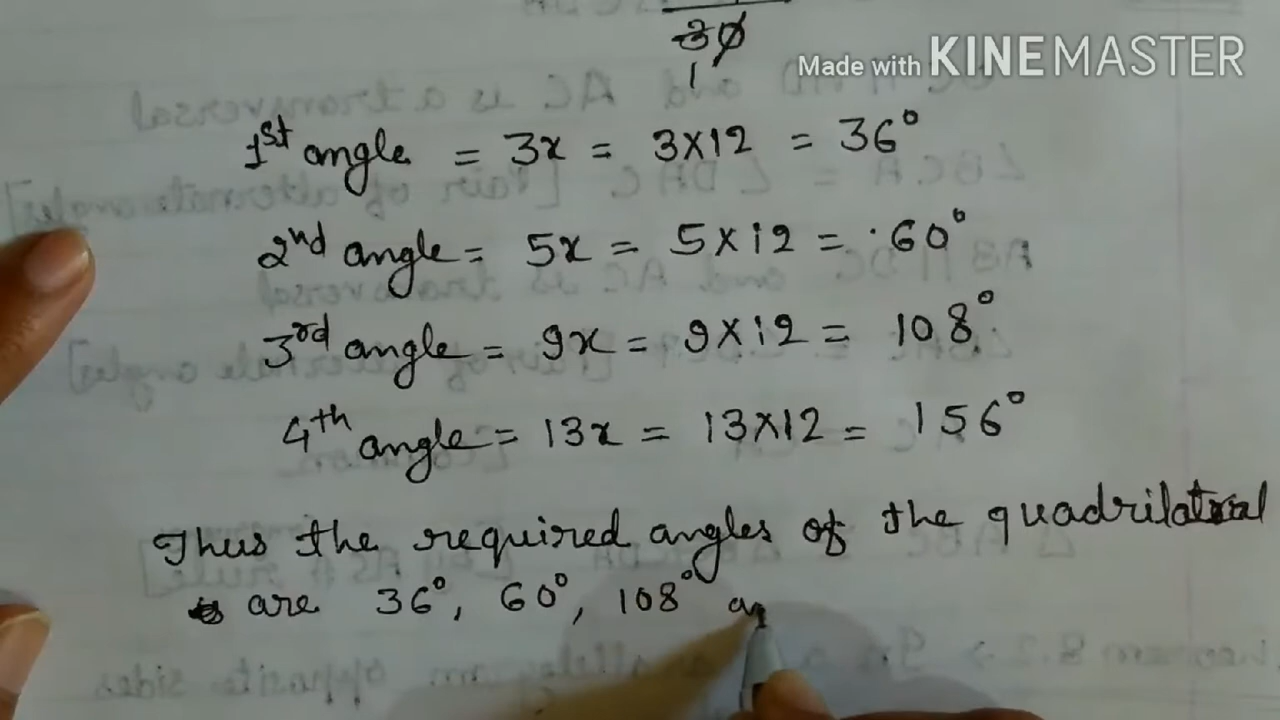 30
1
Made with KINEMASTER
1st angle = 3x = 3×12 = 36°
2nd angle = 5x = 5×12 = 60°
3rd angle = 9x = 9×12 = 108°
4th angle = 13x = 13×12 = 156°
Thus the required angles of the quadrilateral
are 36°, 60°, 108° an